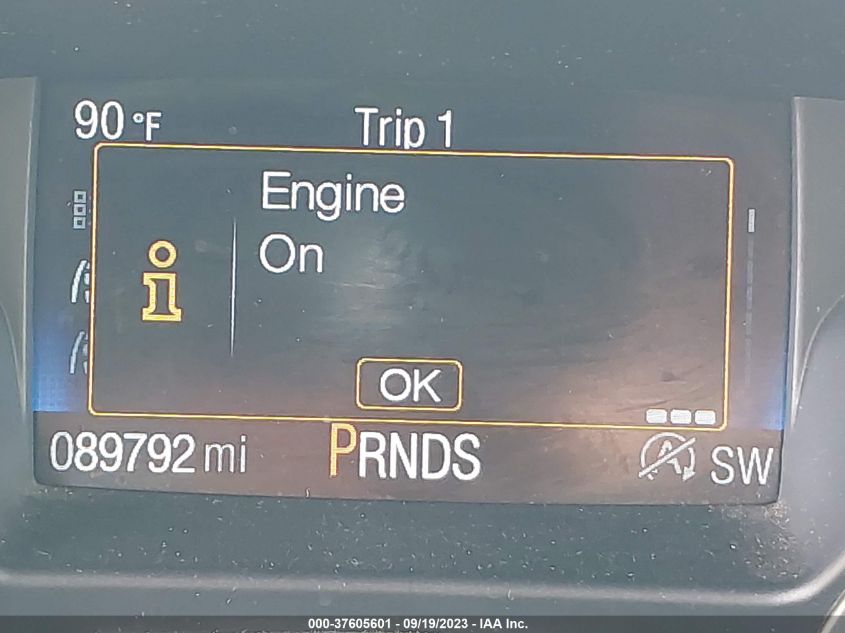 90 °F Trip 1
Engine
On
OK
089792 mi PRNDS A SW
000-37605601 - 09/19/2023 - IAA Inc.